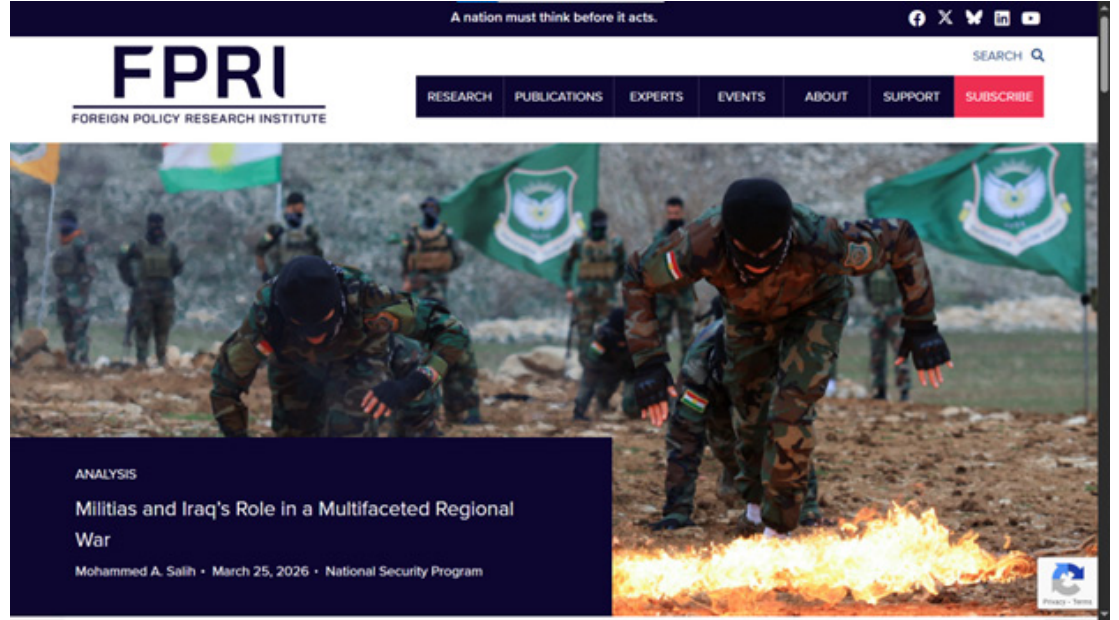 A nation must think before it acts.
SEARCH
FPRI
FOREIGN POLICY RESEARCH INSTITUTE
RESEARCH PUBLICATIONS EXPERTS EVENTS ABOUT SUPPORT SUBSCRIBE
ANALYSIS
Militias and Iraq's Role in a Multifaceted Regional
War
Mohammed A. Salih • March 25, 2026 • National Security Program
Privacy - Terms